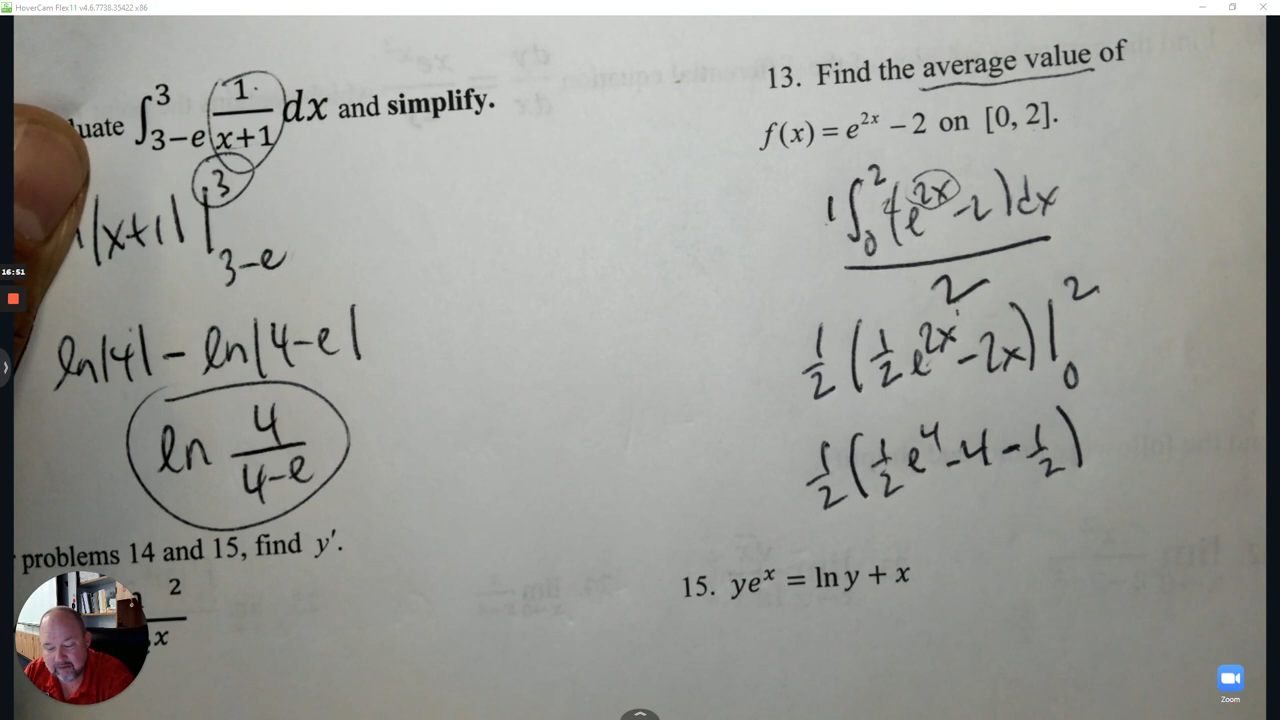 HoverCam Flex11 v4.6.7738.35422 x86
uate ∫_{3-e}^{3} 1/(x+1) dx and simplify.
|x+1| |_{3-e}^{3}
ln|4| - ln|4-e|
ln 4/(4-e)
problems 14 and 15, find y'.
2
x
13. Find the average value of
f(x) = e^{2x} - 2 on [0, 2].
1 ∫_0^2 (e^{2x} - 2) dx
2
1/2 (1/2 e^{2x} - 2x) |_0^2
1/2 (1/2 e^4 - 4 - 1/2)
15. ye^x = ln y + x
16:51
Zoom